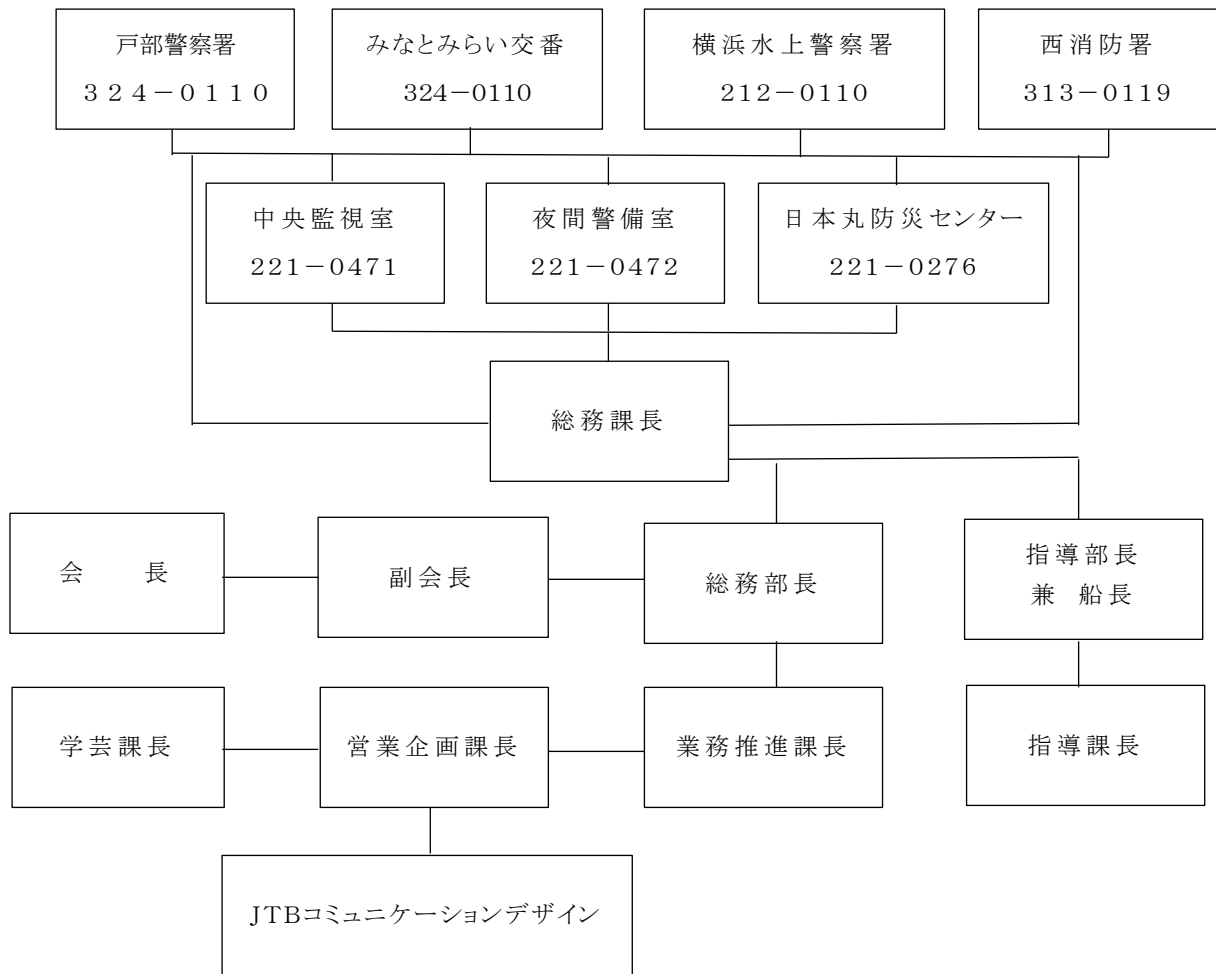 戸部警察署
324-0110
みなとみらい交番
324-0110
横浜水上警察署
212-0110
西消防署
313-0119
中央監視室
221-0471
夜間警備室
221-0472
日本丸防災センター
221-0276
総務課長
会　長
副会長
総務部長
指導部長
兼　船長
学芸課長
営業企画課長
業務推進課長
指導課長
JTBコミュニケーションデザイン